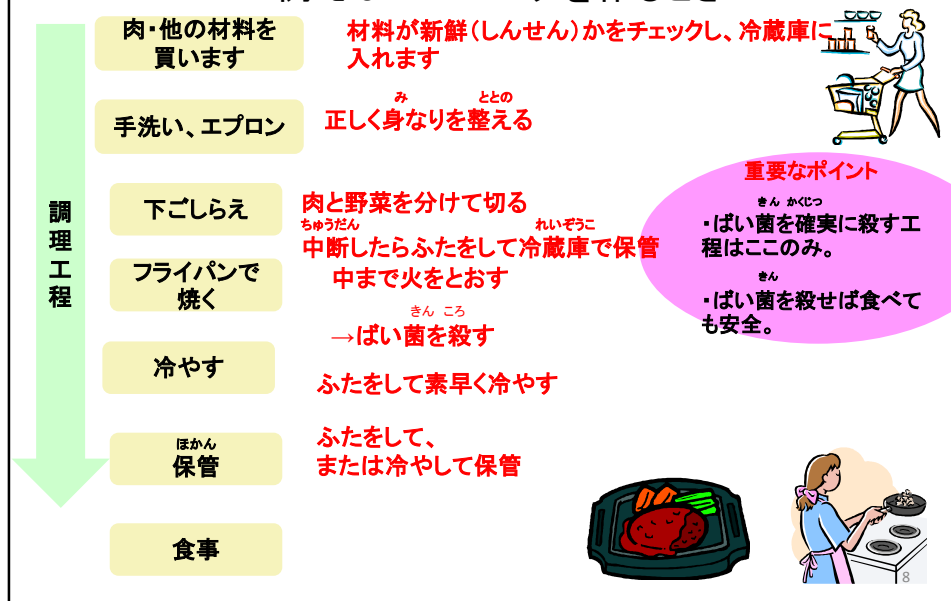 肉・他の材料を
買います
材料が新鮮(しんせん)かをチェックし、冷蔵庫に
入れます
手洗い、エプロン
み ととの
正しく身なりを整える
重要なポイント
きん かくじつ
・ばい菌を確実に殺す工
程はここのみ。
きん
・ばい菌を殺せば食べて
も安全。
調理工程
下ごしらえ
肉と野菜を分けて切る
ちゅうだん れいぞうこ
中断したらふたをして冷蔵庫で保管
フライパンで
焼く
中まで火をとおす
きん ころ
→ばい菌を殺す
冷やす
ふたをして素早く冷やす
ほかん
保管
ふたをして、
または冷やして保管
食事
8